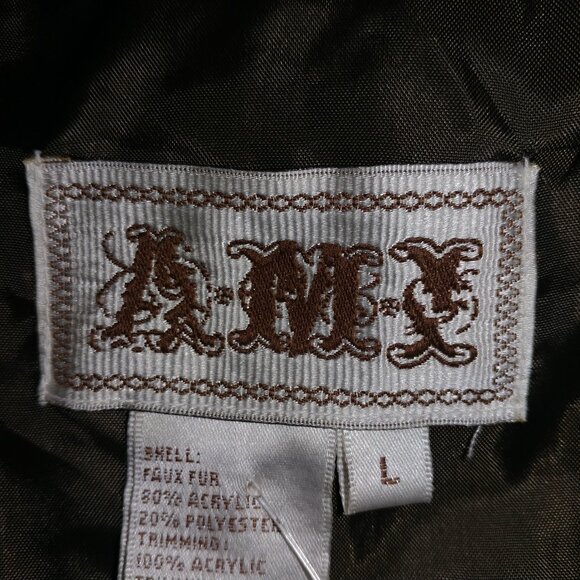 A·M·I
L
SHELL:
FAUX FUR
80% ACRYLIC
20% POLYESTER
TRIMMING:
100% ACRYLIC